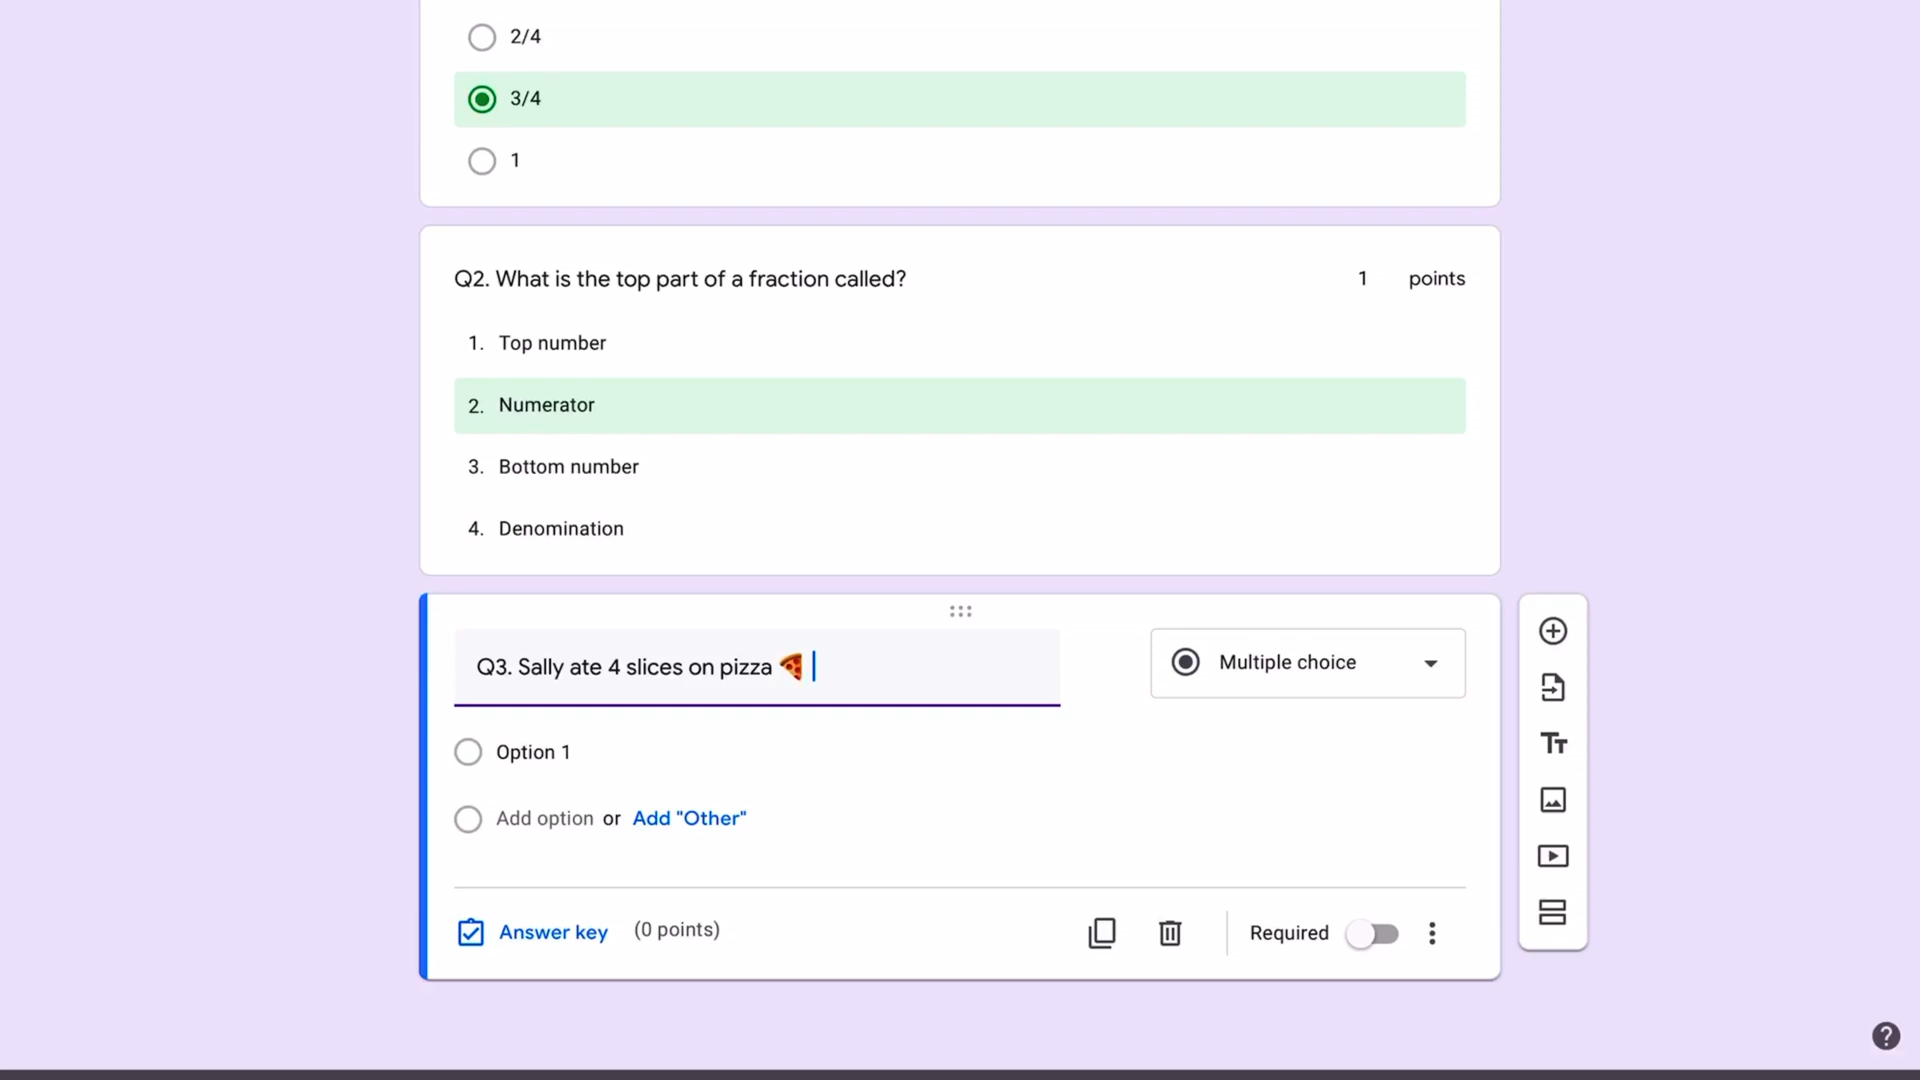 2/4
3/4
1
Q2. What is the top part of a fraction called? 1 points
1. Top number
2. Numerator
3. Bottom number
4. Denomination
Q3. Sally ate 4 slices on pizza 🍕
Multiple choice
Option 1
Add option or Add "Other"
Answer key (0 points)
Required